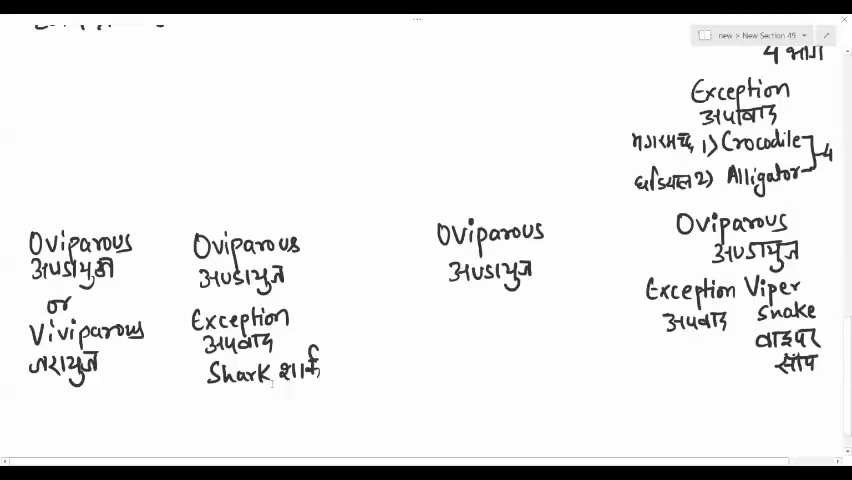 new > New Section 49
4 भाग
Exception
अपवाद
मगरमच्छ 1) Crocodile
घड़ियाल 2) Alligator
4
Oviparous
अण्डायुजी
or
Viviparous
जरायुज
Oviparous
अण्डायुज
Exception
अपवाद
Shark शार्क
Oviparous
अण्डायुज
Oviparous
अण्डायुज
Exception Viper
अपवाद Snake
वाइपर
सांप